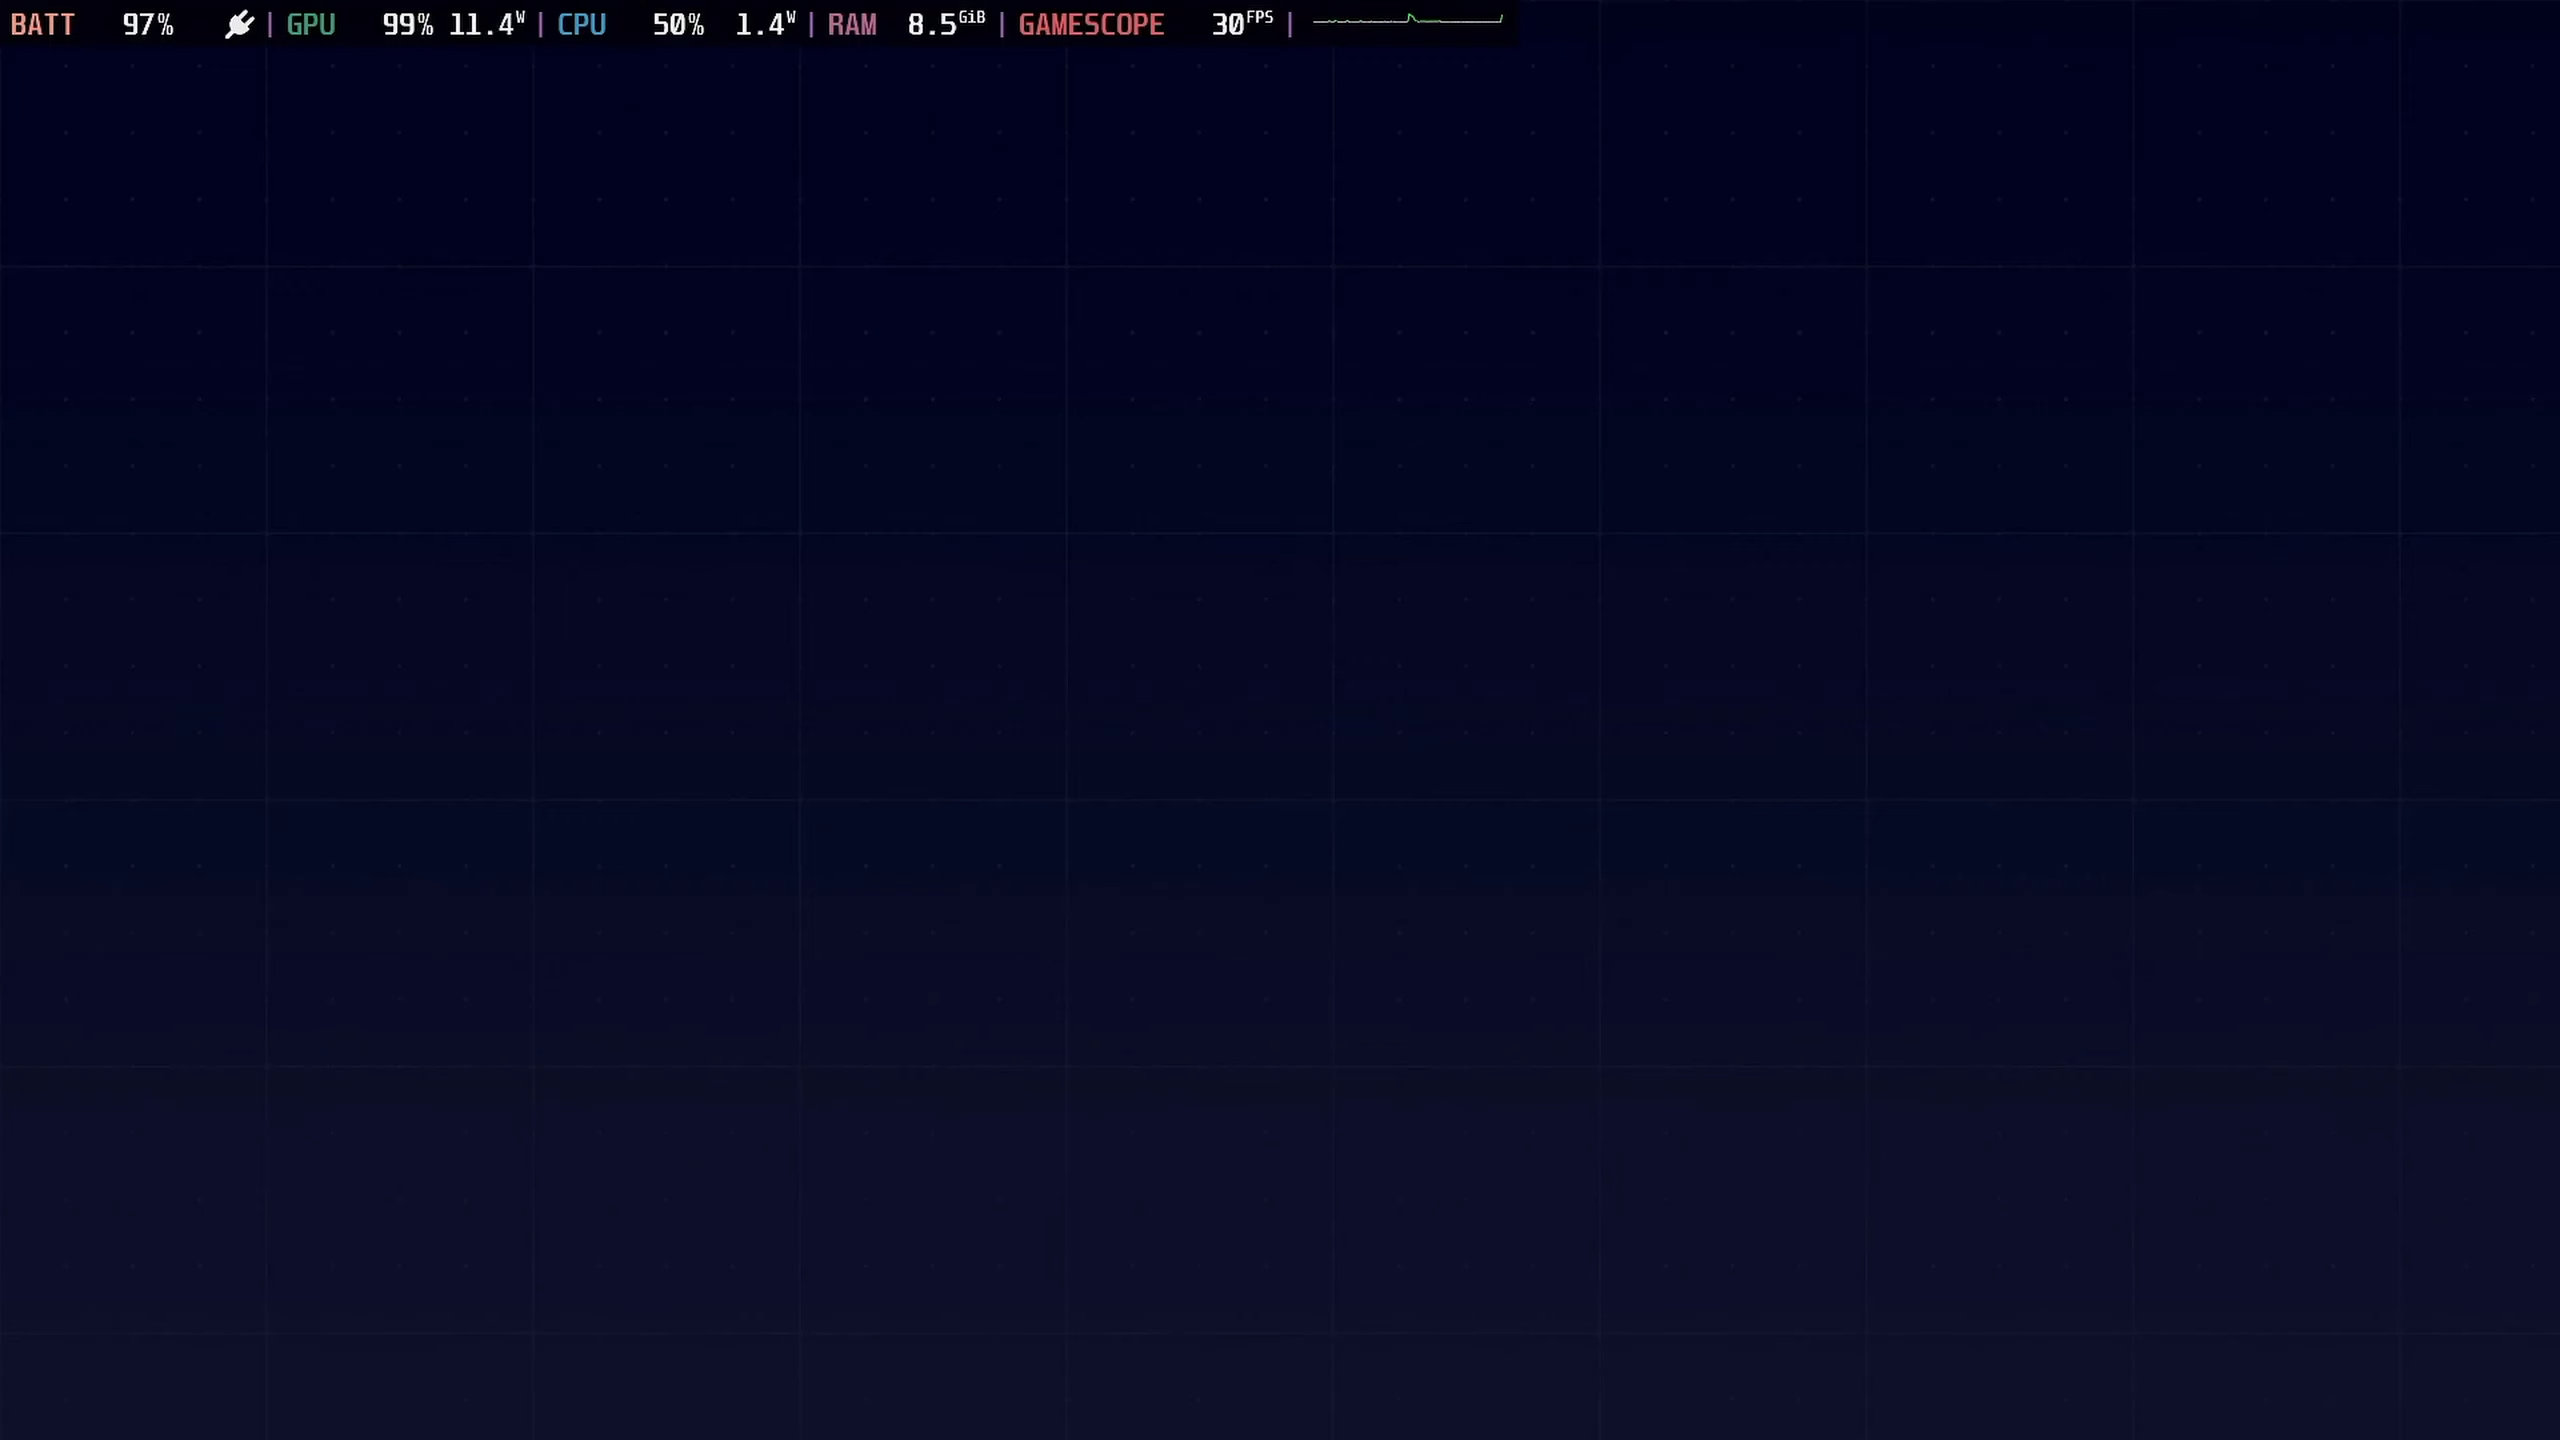 BATT 97% | GPU 99% 11.4W | CPU 50% 1.4W | RAM 8.5GiB | GAMESCOPE 30FPS |